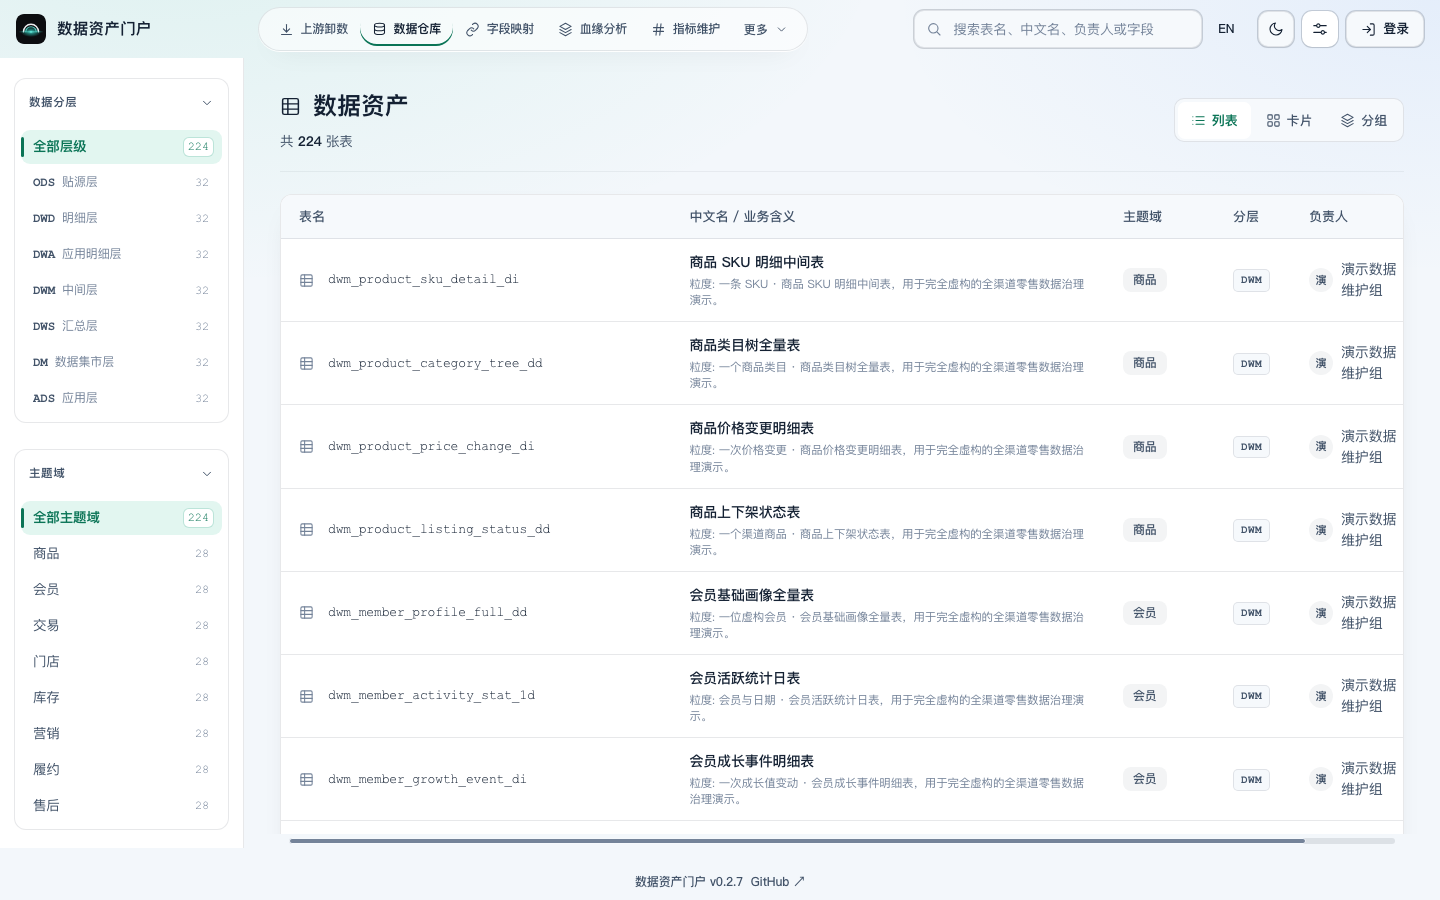 数据资产门户
上游卸数
数据仓库
字段映射
血缘分析
指标维护
更多
搜索表名、中文名、负责人或字段
EN
登录
数据分层
全部层级 224
ODS 贴源层 32
DWD 明细层 32
DWA 应用明细层 32
DWM 中间层 32
DWS 汇总层 32
DM 数据集市层 32
ADS 应用层 32
主题域
全部主题域 224
商品 28
会员 28
交易 28
门店 28
库存 28
营销 28
履约 28
售后 28
数据资产
共 224 张表
列表
卡片
分组
表名 中文名 / 业务含义 主题域 分层 负责人
dwm_product_sku_detail_di
商品 SKU 明细中间表
粒度: 一条 SKU · 商品 SKU 明细中间表，用于完全虚构的全渠道零售数据治理
演示。
商品
DWM
演
演示数据
维护组
dwm_product_category_tree_dd
商品类目树全量表
粒度: 一个商品类目 · 商品类目树全量表，用于完全虚构的全渠道零售数据治理
演示。
商品
DWM
演
演示数据
维护组
dwm_product_price_change_di
商品价格变更明细表
粒度: 一次价格变更 · 商品价格变更明细表，用于完全虚构的全渠道零售数据治
理演示。
商品
DWM
演
演示数据
维护组
dwm_product_listing_status_dd
商品上下架状态表
粒度: 一个渠道商品 · 商品上下架状态表，用于完全虚构的全渠道零售数据治理
演示。
商品
DWM
演
演示数据
维护组
dwm_member_profile_full_dd
会员基础画像全量表
粒度: 一位虚构会员 · 会员基础画像全量表，用于完全虚构的全渠道零售数据治
理演示。
会员
DWM
演
演示数据
维护组
dwm_member_activity_stat_1d
会员活跃统计日表
粒度: 会员与日期 · 会员活跃统计日表，用于完全虚构的全渠道零售数据治理演
示。
会员
DWM
演
演示数据
维护组
dwm_member_growth_event_di
会员成长事件明细表
粒度: 一次成长值变动 · 会员成长事件明细表，用于完全虚构的全渠道零售数据
治理演示。
会员
DWM
演
演示数据
维护组
数据资产门户 v0.2.7 GitHub ↗